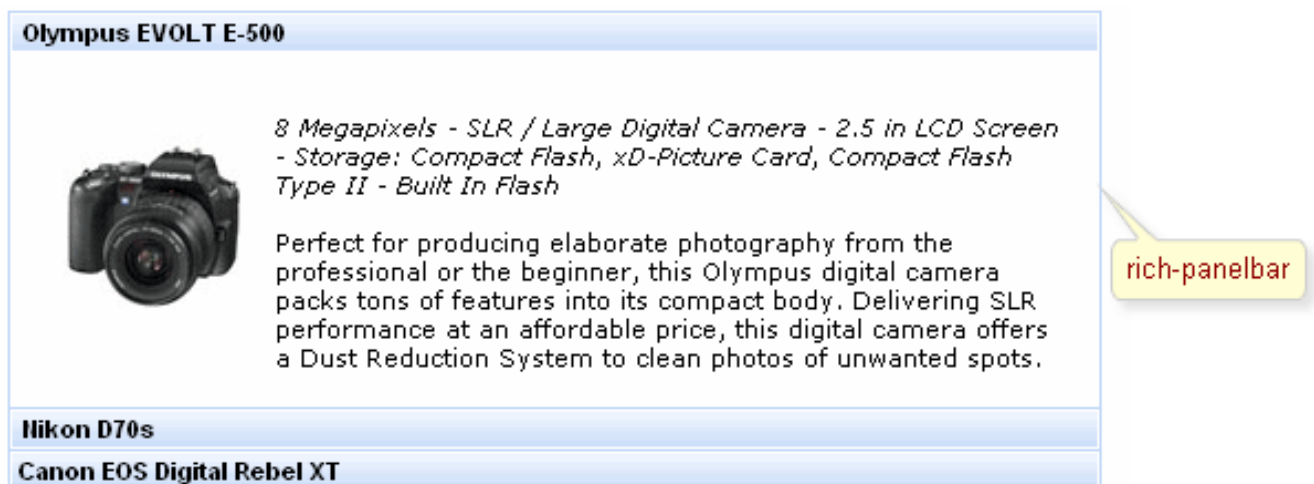 Olympus EVOLT E-500
8 Megapixels - SLR / Large Digital Camera - 2.5 in LCD Screen
- Storage: Compact Flash, xD-Picture Card, Compact Flash
Type II - Built In Flash
OLYMPUS
Perfect for producing elaborate photography from the
professional or the beginner, this Olympus digital camera
packs tons of features into its compact body. Delivering SLR
performance at an affordable price, this digital camera offers
a Dust Reduction System to clean photos of unwanted spots.
rich-panelbar
Nikon D70s
Canon EOS Digital Rebel XT